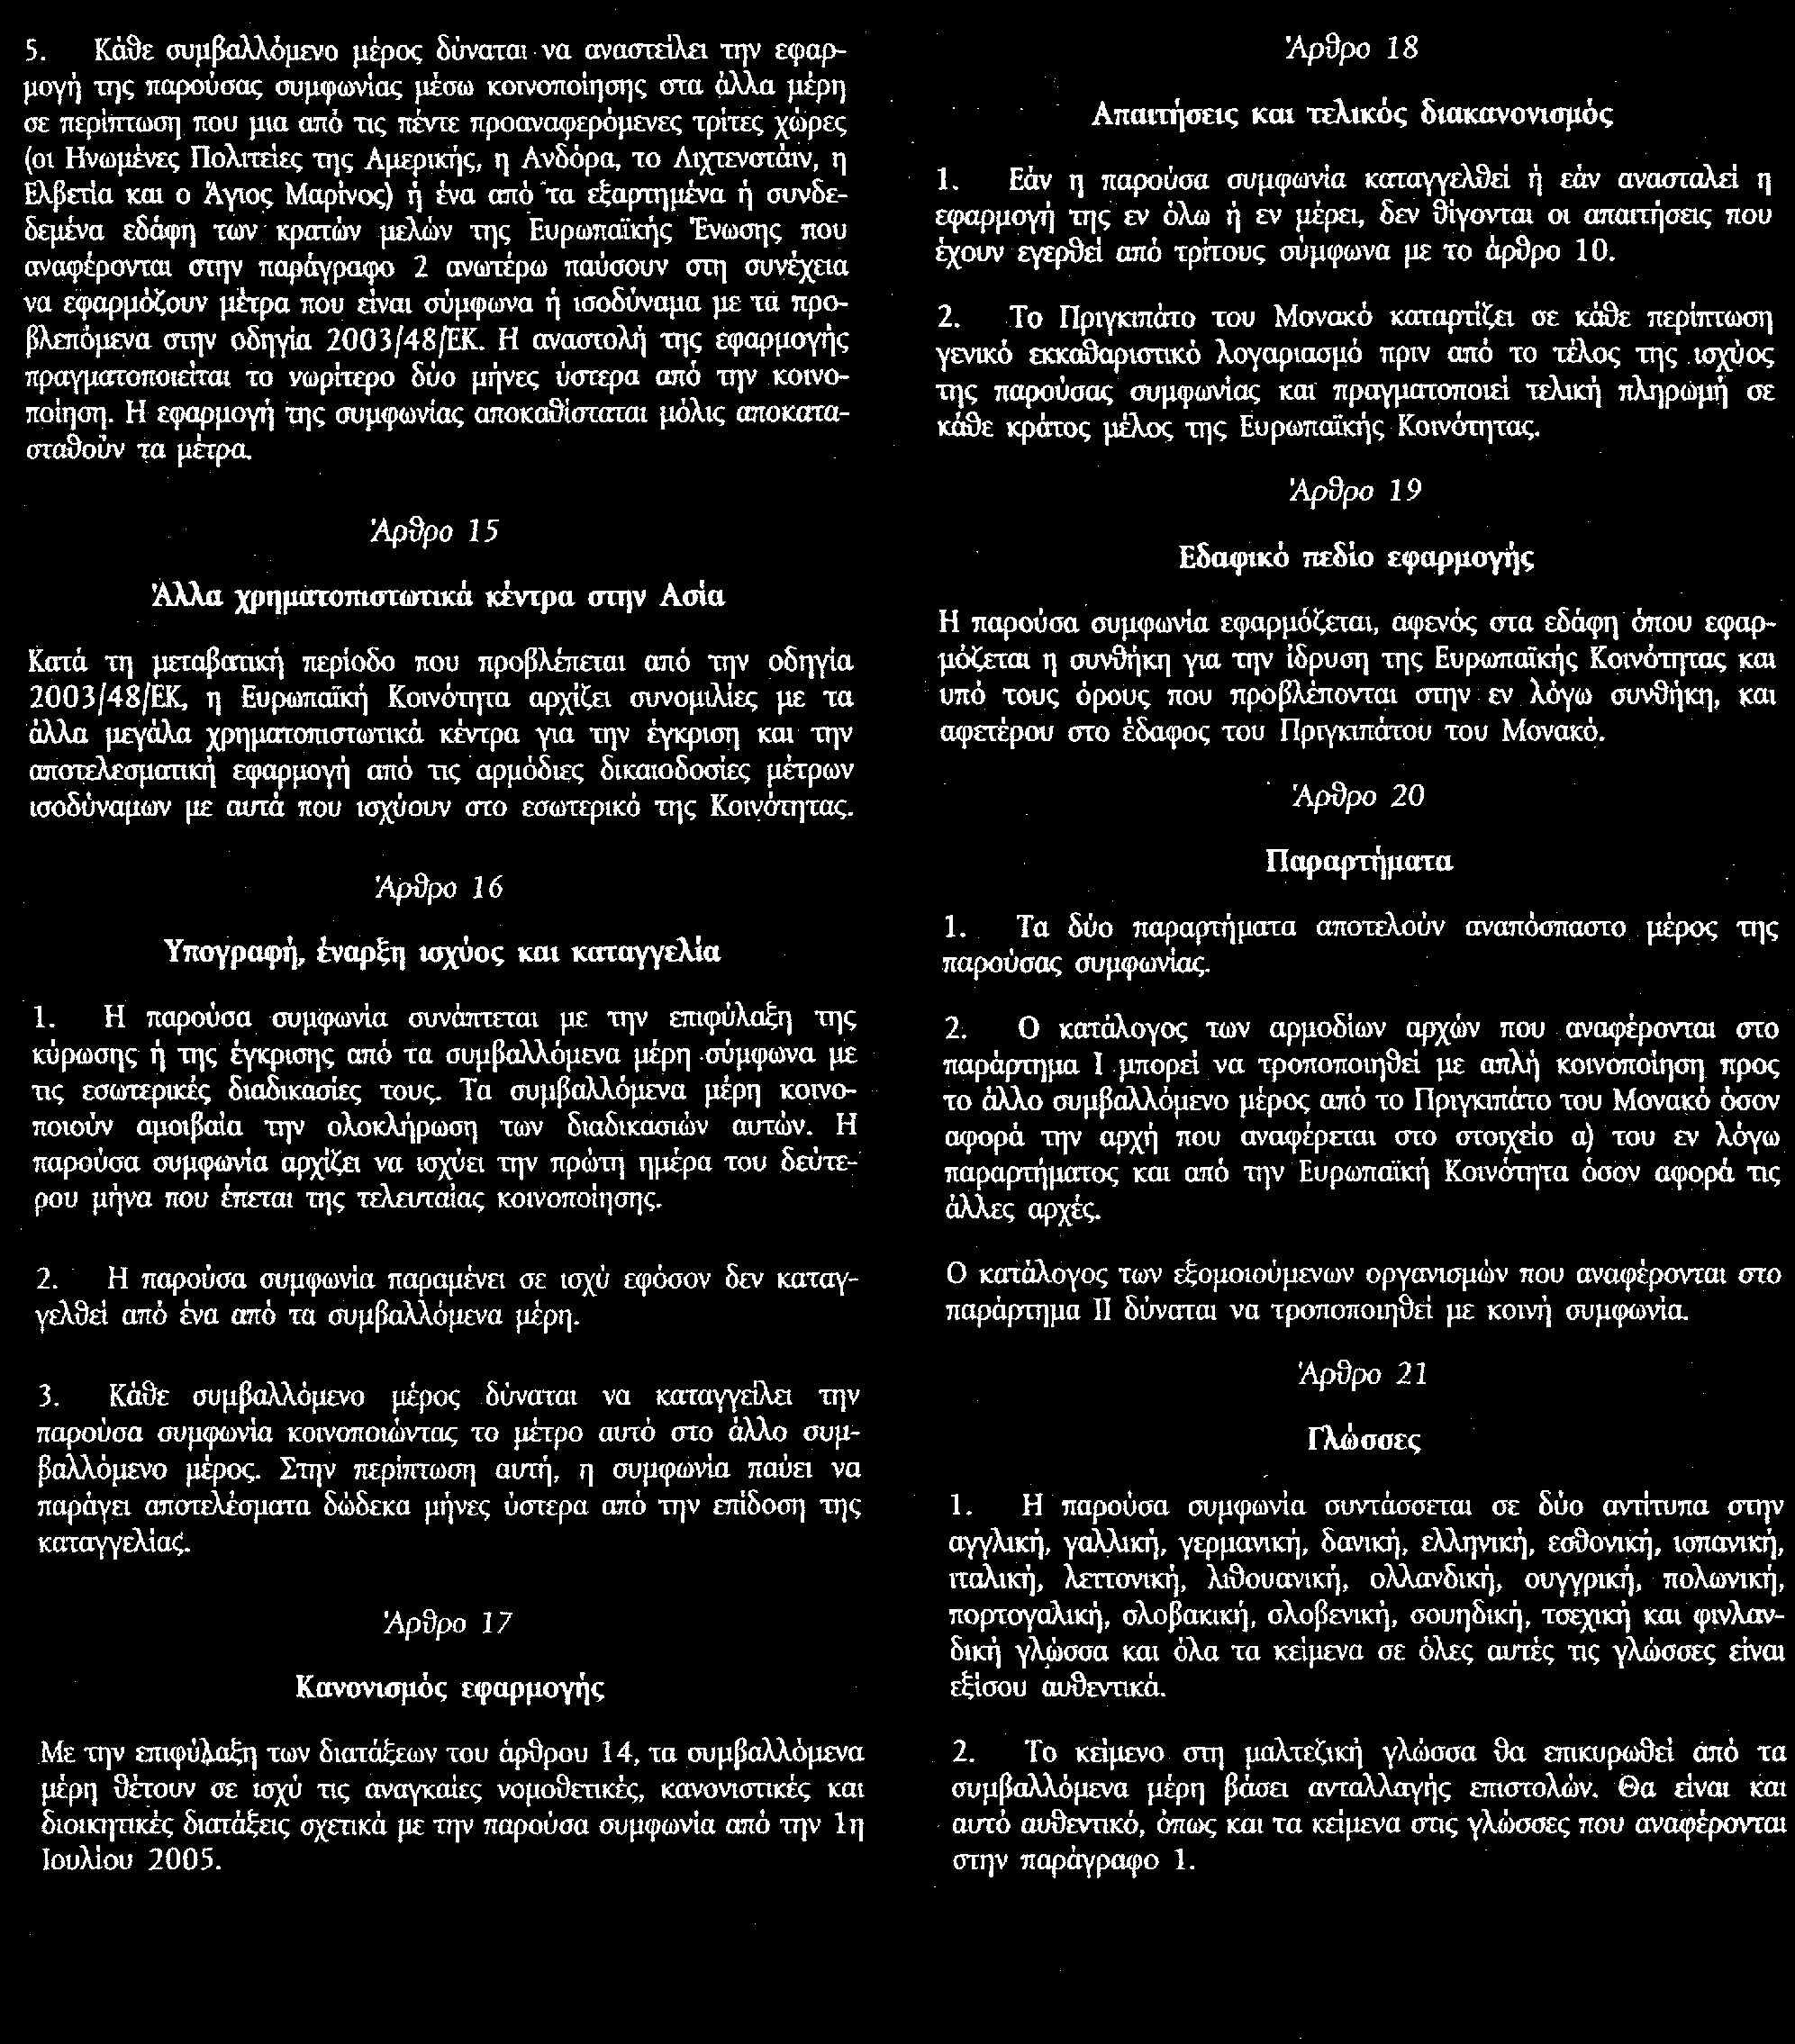 5. Κάθε συμβαλλόμενο μέρος δύναται να αναστείλει την εφαρ-
μογή της παρούσας συμφωνίας μέσω κοινοποίησης στα άλλα μέρη
σε περίπτωση που μια από τις πέντε προαναφερόμενες τρίτες χώρες
(οι Ηνωμένες Πολιτείες της Αμερικής, η Ανδόρα, το Λιχτενστάιν, η
Ελβετία και ο Άγιος Μαρίνος) ή ένα από τα εξαρτημένα ή συνδε-
δεμένα εδάφη των κρατών μελών της Ευρωπαϊκής Ένωσης που
αναφέρονται στην παράγραφο 2 ανωτέρω παύσουν στη συνέχεια
να εφαρμόζουν μέτρα που είναι σύμφωνα ή ισοδύναμα με τα προ-
βλεπόμενα στην οδηγία 2003/48/ΕΚ. Η αναστολή της εφαρμογής
πραγματοποιείται το νωρίτερο δύο μήνες ύστερα από την κοινο-
ποίηση. Η εφαρμογή της συμφωνίας αποκαθίσταται μόλις αποκατα-
σταθούν τα μέτρα.
Άρθρο 15
Άλλα χρηματοπιστωτικά κέντρα στην Ασία
Κατά τη μεταβατική περίοδο που προβλέπεται από την οδηγία
2003/48/ΕΚ, η Ευρωπαϊκή Κοινότητα αρχίζει συνομιλίες με τα
άλλα μεγάλα χρηματοπιστωτικά κέντρα για την έγκριση και την
αποτελεσματική εφαρμογή από τις αρμόδιες δικαιοδοσίες μέτρων
ισοδύναμων με αυτά που ισχύουν στο εσωτερικό της Κοινότητας.
Άρθρο 16
Υπογραφή, έναρξη ισχύος και καταγγελία
1. Η παρούσα συμφωνία συνάπτεται με την επιφύλαξη της
κύρωσης ή της έγκρισης από τα συμβαλλόμενα μέρη σύμφωνα με
τις εσωτερικές διαδικασίες τους. Τα συμβαλλόμενα μέρη κοινο-
ποιούν αμοιβαία την ολοκλήρωση των διαδικασιών αυτών. Η
παρούσα συμφωνία αρχίζει να ισχύει την πρώτη ημέρα του δεύτε-
ρου μήνα που έπεται της τελευταίας κοινοποίησης.
2. Η παρούσα συμφωνία παραμένει σε ισχύ εφόσον δεν καταγ-
γελθεί από ένα από τα συμβαλλόμενα μέρη.
3. Κάθε συμβαλλόμενο μέρος δύναται να καταγγείλει την
παρούσα συμφωνία κοινοποιώντας το μέτρο αυτό στο άλλο συμ-
βαλλόμενο μέρος. Στην περίπτωση αυτή, η συμφωνία παύει να
παράγει αποτελέσματα δώδεκα μήνες ύστερα από την επίδοση της
καταγγελίας.
Άρθρο 17
Κανονισμός εφαρμογής
Με την επιφύλαξη των διατάξεων του άρθρου 14, τα συμβαλλόμενα
μέρη θέτουν σε ισχύ τις αναγκαίες νομοθετικές, κανονιστικές και
διοικητικές διατάξεις σχετικά με την παρούσα συμφωνία από την 1η
Ιουλίου 2005.
Άρθρο 18
Απαιτήσεις και τελικός διακανονισμός
1. Εάν η παρούσα συμφωνία καταγγελθεί ή εάν ανασταλεί η
εφαρμογή της εν όλω ή εν μέρει, δεν θίγονται οι απαιτήσεις που
έχουν εγερθεί από τρίτους σύμφωνα με το άρθρο 10.
2. Το Πριγκιπάτο του Μονακό καταρτίζει σε κάθε περίπτωση
γενικό εκκαθαριστικό λογαριασμό πριν από το τέλος της ισχύος
της παρούσας συμφωνίας και πραγματοποιεί τελική πληρωμή σε
κάθε κράτος μέλος της Ευρωπαϊκής Κοινότητας.
Άρθρο 19
Εδαφικό πεδίο εφαρμογής
Η παρούσα συμφωνία εφαρμόζεται, αφενός στα εδάφη όπου εφαρ-
μόζεται η συνθήκη για την ίδρυση της Ευρωπαϊκής Κοινότητας και
υπό τους όρους που προβλέπονται στην εν λόγω συνθήκη, και
αφετέρου στο έδαφος του Πριγκιπάτου του Μονακό.
Άρθρο 20
Παραρτήματα
1. Τα δύο παραρτήματα αποτελούν αναπόσπαστο μέρος της
παρούσας συμφωνίας.
2. Ο κατάλογος των αρμοδίων αρχών που αναφέρονται στο
παράρτημα Ι μπορεί να τροποποιηθεί με απλή κοινοποίηση προς
το άλλο συμβαλλόμενο μέρος από το Πριγκιπάτο του Μονακό όσον
αφορά την αρχή που αναφέρεται στο στοιχείο α) του εν λόγω
παραρτήματος και από την Ευρωπαϊκή Κοινότητα όσον αφορά τις
άλλες αρχές.
Ο κατάλογος των εξομοιούμενων οργανισμών που αναφέρονται στο
παράρτημα ΙΙ δύναται να τροποποιηθεί με κοινή συμφωνία.
Άρθρο 21
Γλώσσες
1. Η παρούσα συμφωνία συντάσσεται σε δύο αντίτυπα στην
αγγλική, γαλλική, γερμανική, δανική, ελληνική, εσθονική, ισπανική,
ιταλική, λεττονική, λιθουανική, ολλανδική, ουγγρική, πολωνική,
πορτογαλική, σλοβακική, σλοβενική, σουηδική, τσεχική και φινλαν-
δική γλώσσα και όλα τα κείμενα σε όλες αυτές τις γλώσσες είναι
εξίσου αυθεντικά.
2. Το κείμενο στη μαλτεζική γλώσσα θα επικυρωθεί από τα
συμβαλλόμενα μέρη βάσει ανταλλαγής επιστολών. Θα είναι και
αυτό αυθεντικό, όπως και τα κείμενα στις γλώσσες που αναφέρονται
στην παράγραφο 1.